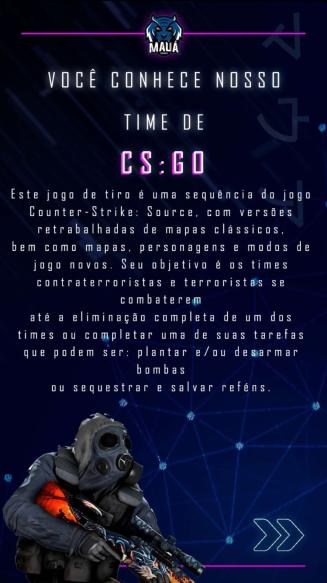 MAUÁ
VOCÊ CONHECE NOSSO
TIME DE
CS:GO
Este jogo de tiro é uma sequência do jogo
Counter-Strike: Source, com versões
retrabalhadas de mapas clássicos,
bem como mapas, personagens e modos de
jogo novos. Seu objetivo é os times
contraterroristas e terroristas se
combaterem
até a eliminação completa de um dos
times ou completar uma de suas tarefas
que podem ser: plantar e/ou desarmar
bombas
ou sequestrar e salvar reféns.